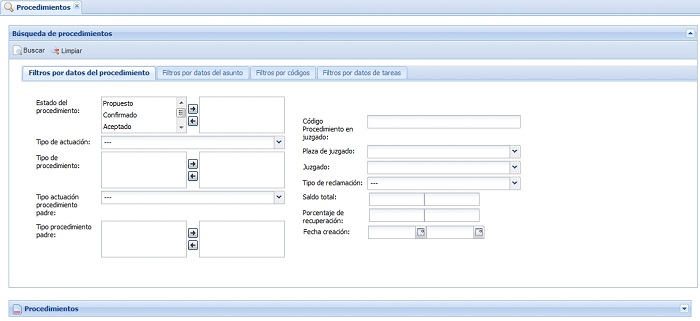 Procedimientos
Búsqueda de procedimientos
Buscar Limpiar
Filtros por datos del procedimiento Filtros por datos del asunto Filtros por códigos Filtros por datos de tareas
Estado del
procedimiento:
Propuesto
Confirmado
Aceptado
Tipo de actuación:
---
Tipo de
procedimiento:
Tipo actuación
procedimiento
padre:
---
Tipo procedimiento
padre:
Código
Procedimiento en
juzgado:
Plaza de juzgado:
Juzgado:
Tipo de reclamación:
---
Saldo total:
Porcentaje de
recuperación:
Fecha creación:
Procedimientos